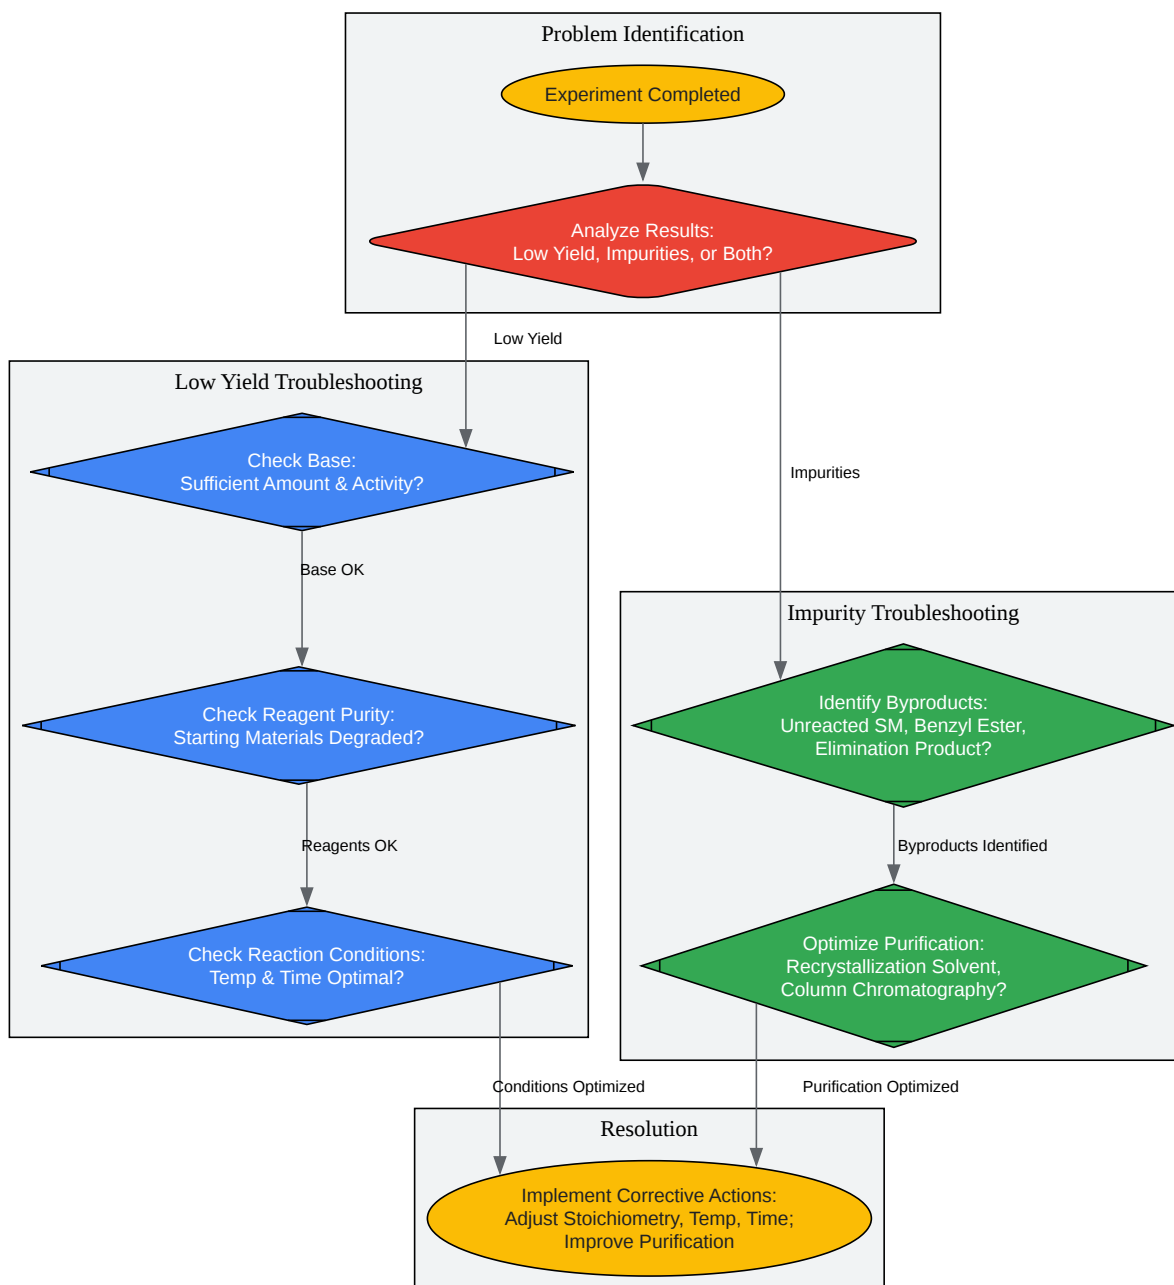 Problem Identification
Experiment Completed
Analyze Results:
Low Yield, Impurities, or Both?
Low Yield
Low Yield Troubleshooting
Check Base:
Sufficient Amount & Activity?
Base OK
Check Reagent Purity:
Starting Materials Degraded?
Reagents OK
Check Reaction Conditions:
Temp & Time Optimal?
Conditions Optimized
Impurities
Impurity Troubleshooting
Identify Byproducts:
Unreacted SM, Benzyl Ester,
Elimination Product?
Byproducts Identified
Optimize Purification:
Recrystallization Solvent,
Column Chromatography?
Purification Optimized
Resolution
Implement Corrective Actions:
Adjust Stoichiometry, Temp, Time;
Improve Purification